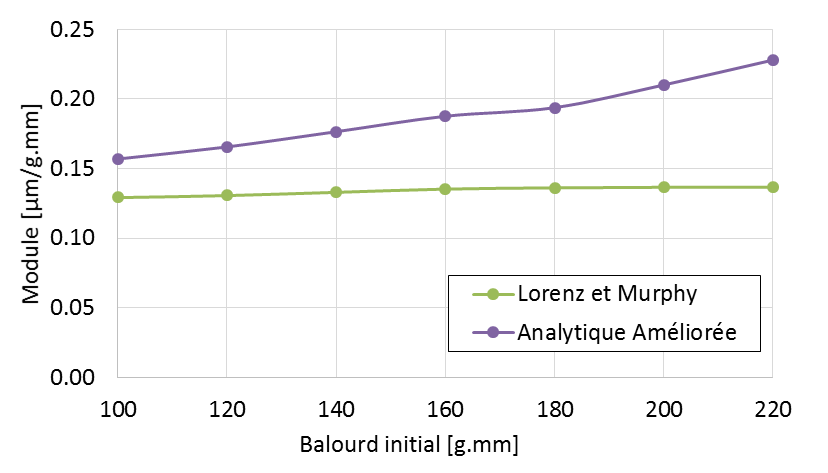 0.25
0.20
0.15
0.10
0.05
0.00
Module [µm/g.mm]
Lorenz et Murphy
Analytique Améliorée
100 120 140 160 180 200 220
Balourd initial [g.mm]